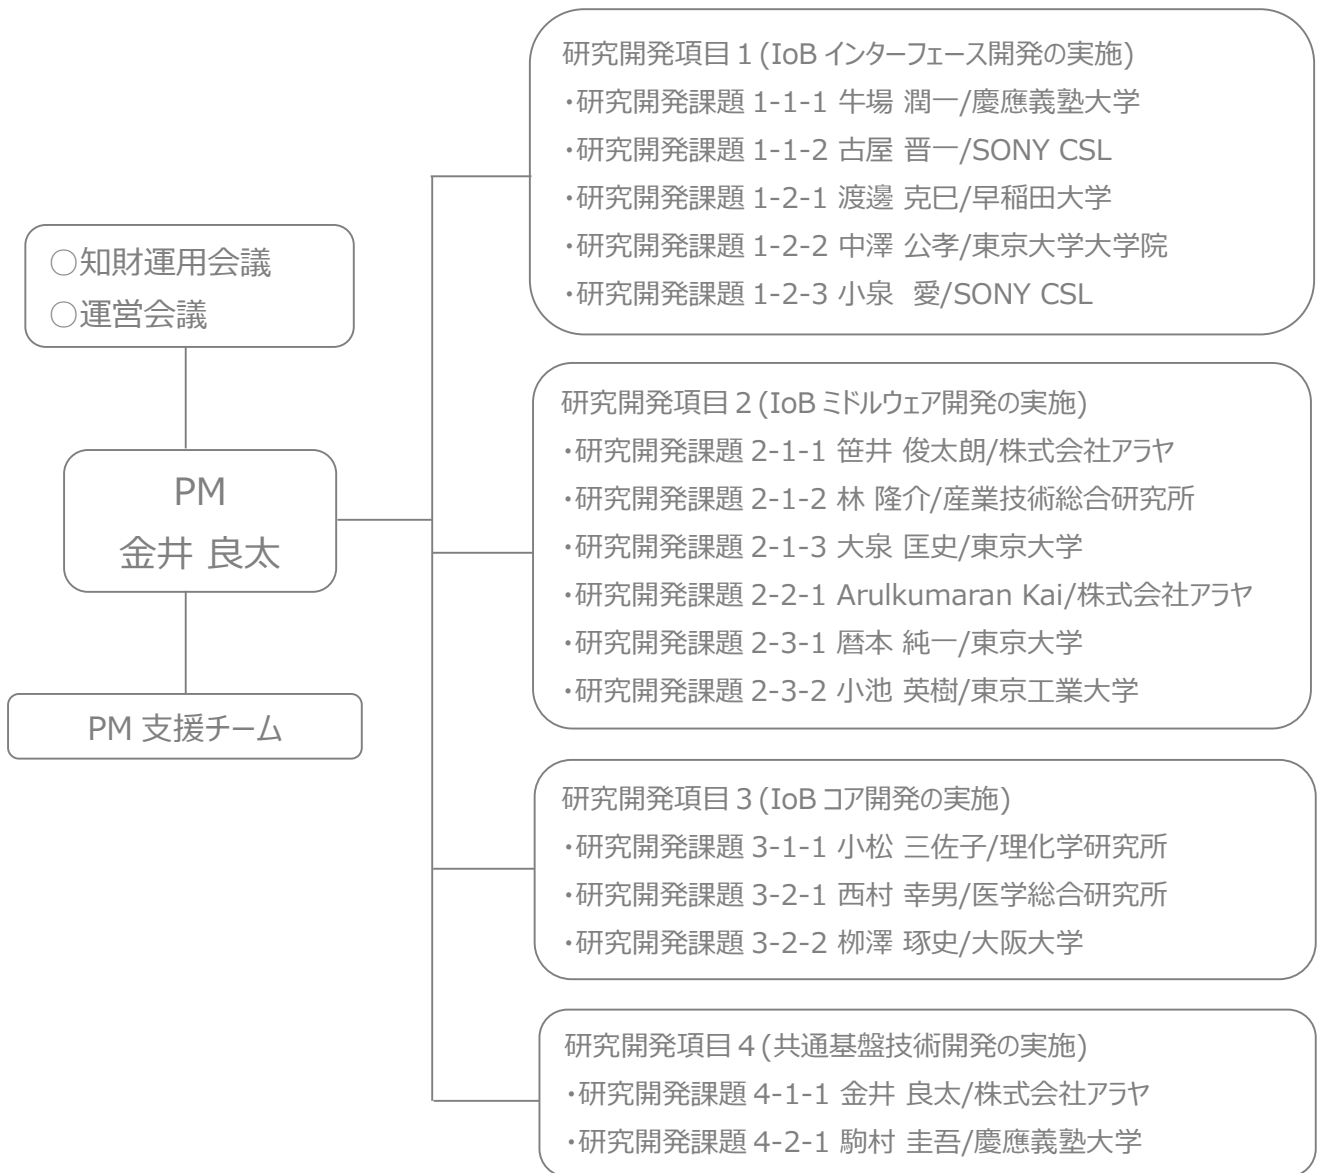 ○知財運用会議
○運営会議
PM
金井 良太
PM 支援チーム
研究開発項目 1 (IoB インターフェース開発の実施)
・研究開発課題 1-1-1 牛場 潤一/慶應義塾大学
・研究開発課題 1-1-2 古屋 晋一/SONY CSL
・研究開発課題 1-2-1 渡邊 克巳/早稲田大学
・研究開発課題 1-2-2 中澤 公孝/東京大学大学院
・研究開発課題 1-2-3 小泉 愛/SONY CSL
研究開発項目 2 (IoB ミドルウェア開発の実施)
・研究開発課題 2-1-1 笹井 俊太朗/株式会社アラヤ
・研究開発課題 2-1-2 林 隆介/産業技術総合研究所
・研究開発課題 2-1-3 大泉 匡史/東京大学
・研究開発課題 2-2-1 Arulkumaran Kai/株式会社アラヤ
・研究開発課題 2-3-1 暦本 純一/東京大学
・研究開発課題 2-3-2 小池 英樹/東京工業大学
研究開発項目 3 (IoB コア開発の実施)
・研究開発課題 3-1-1 小松 三佐子/理化学研究所
・研究開発課題 3-2-1 西村 幸男/医学総合研究所
・研究開発課題 3-2-2 栁澤 琢史/大阪大学
研究開発項目 4 (共通基盤技術開発の実施)
・研究開発課題 4-1-1 金井 良太/株式会社アラヤ
・研究開発課題 4-2-1 駒村 圭吾/慶應義塾大学